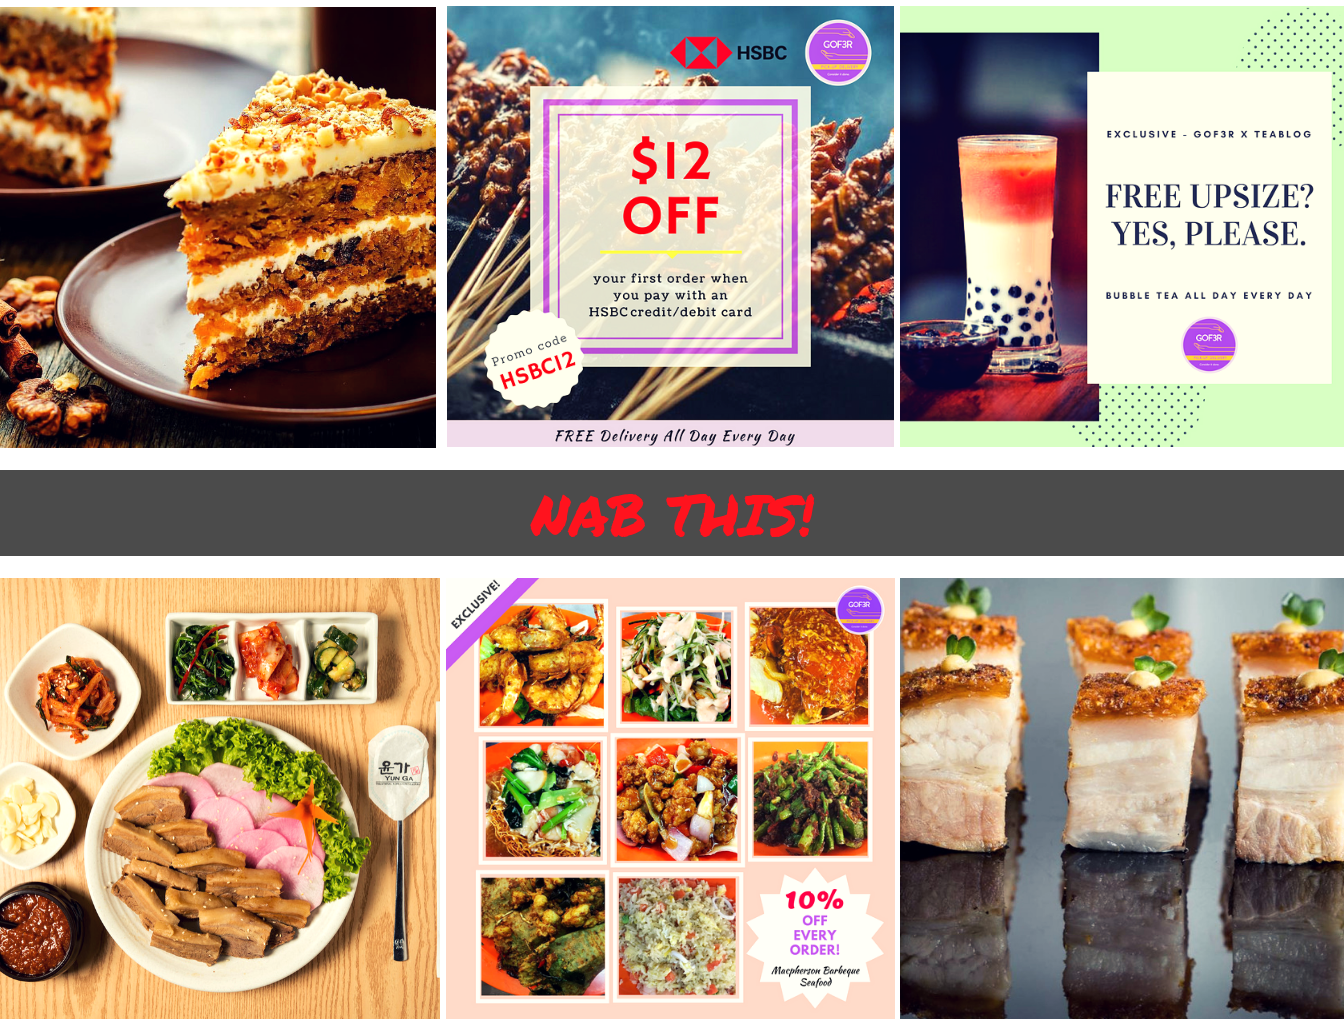 HSBC
GOF3R
$12
OFF
your first order when
you pay with an
HSBC credit/debit card
Promo code
HSBC12
FREE Delivery All Day Every Day
EXCLUSIVE - GOF3R X TEABLOG
FREE UPSIZE?
YES, PLEASE.
BUBBLE TEA ALL DAY EVERY DAY
GOF3R
NAB THIS!
윤가
YUN GA
EXCLUSIVE!
GOF3R
10%
OFF
EVERY
ORDER!
Macpherson Barbeque
Seafood